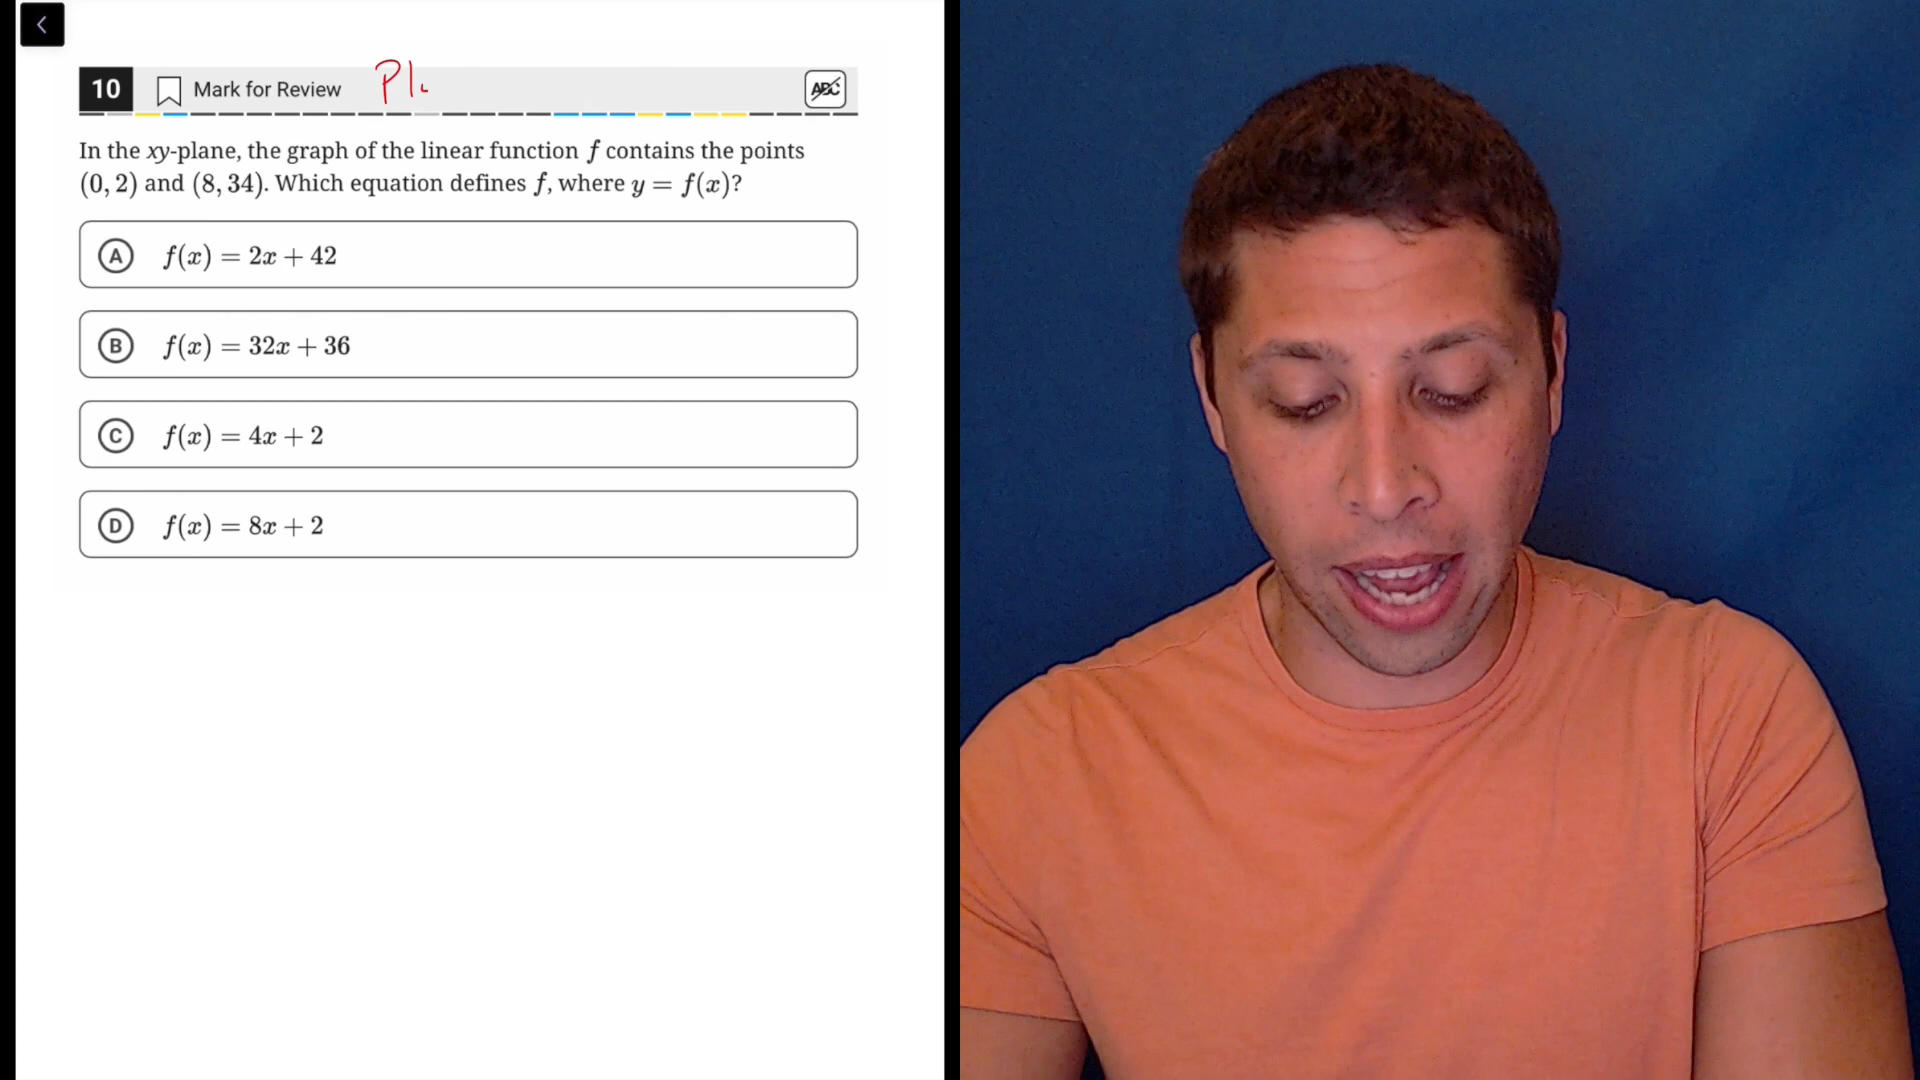 10 Mark for Review Pl ABC
In the xy-plane, the graph of the linear function f contains the points
(0, 2) and (8, 34). Which equation defines f, where y = f(x)?
A f(x) = 2x + 42
B f(x) = 32x + 36
C f(x) = 4x + 2
D f(x) = 8x + 2